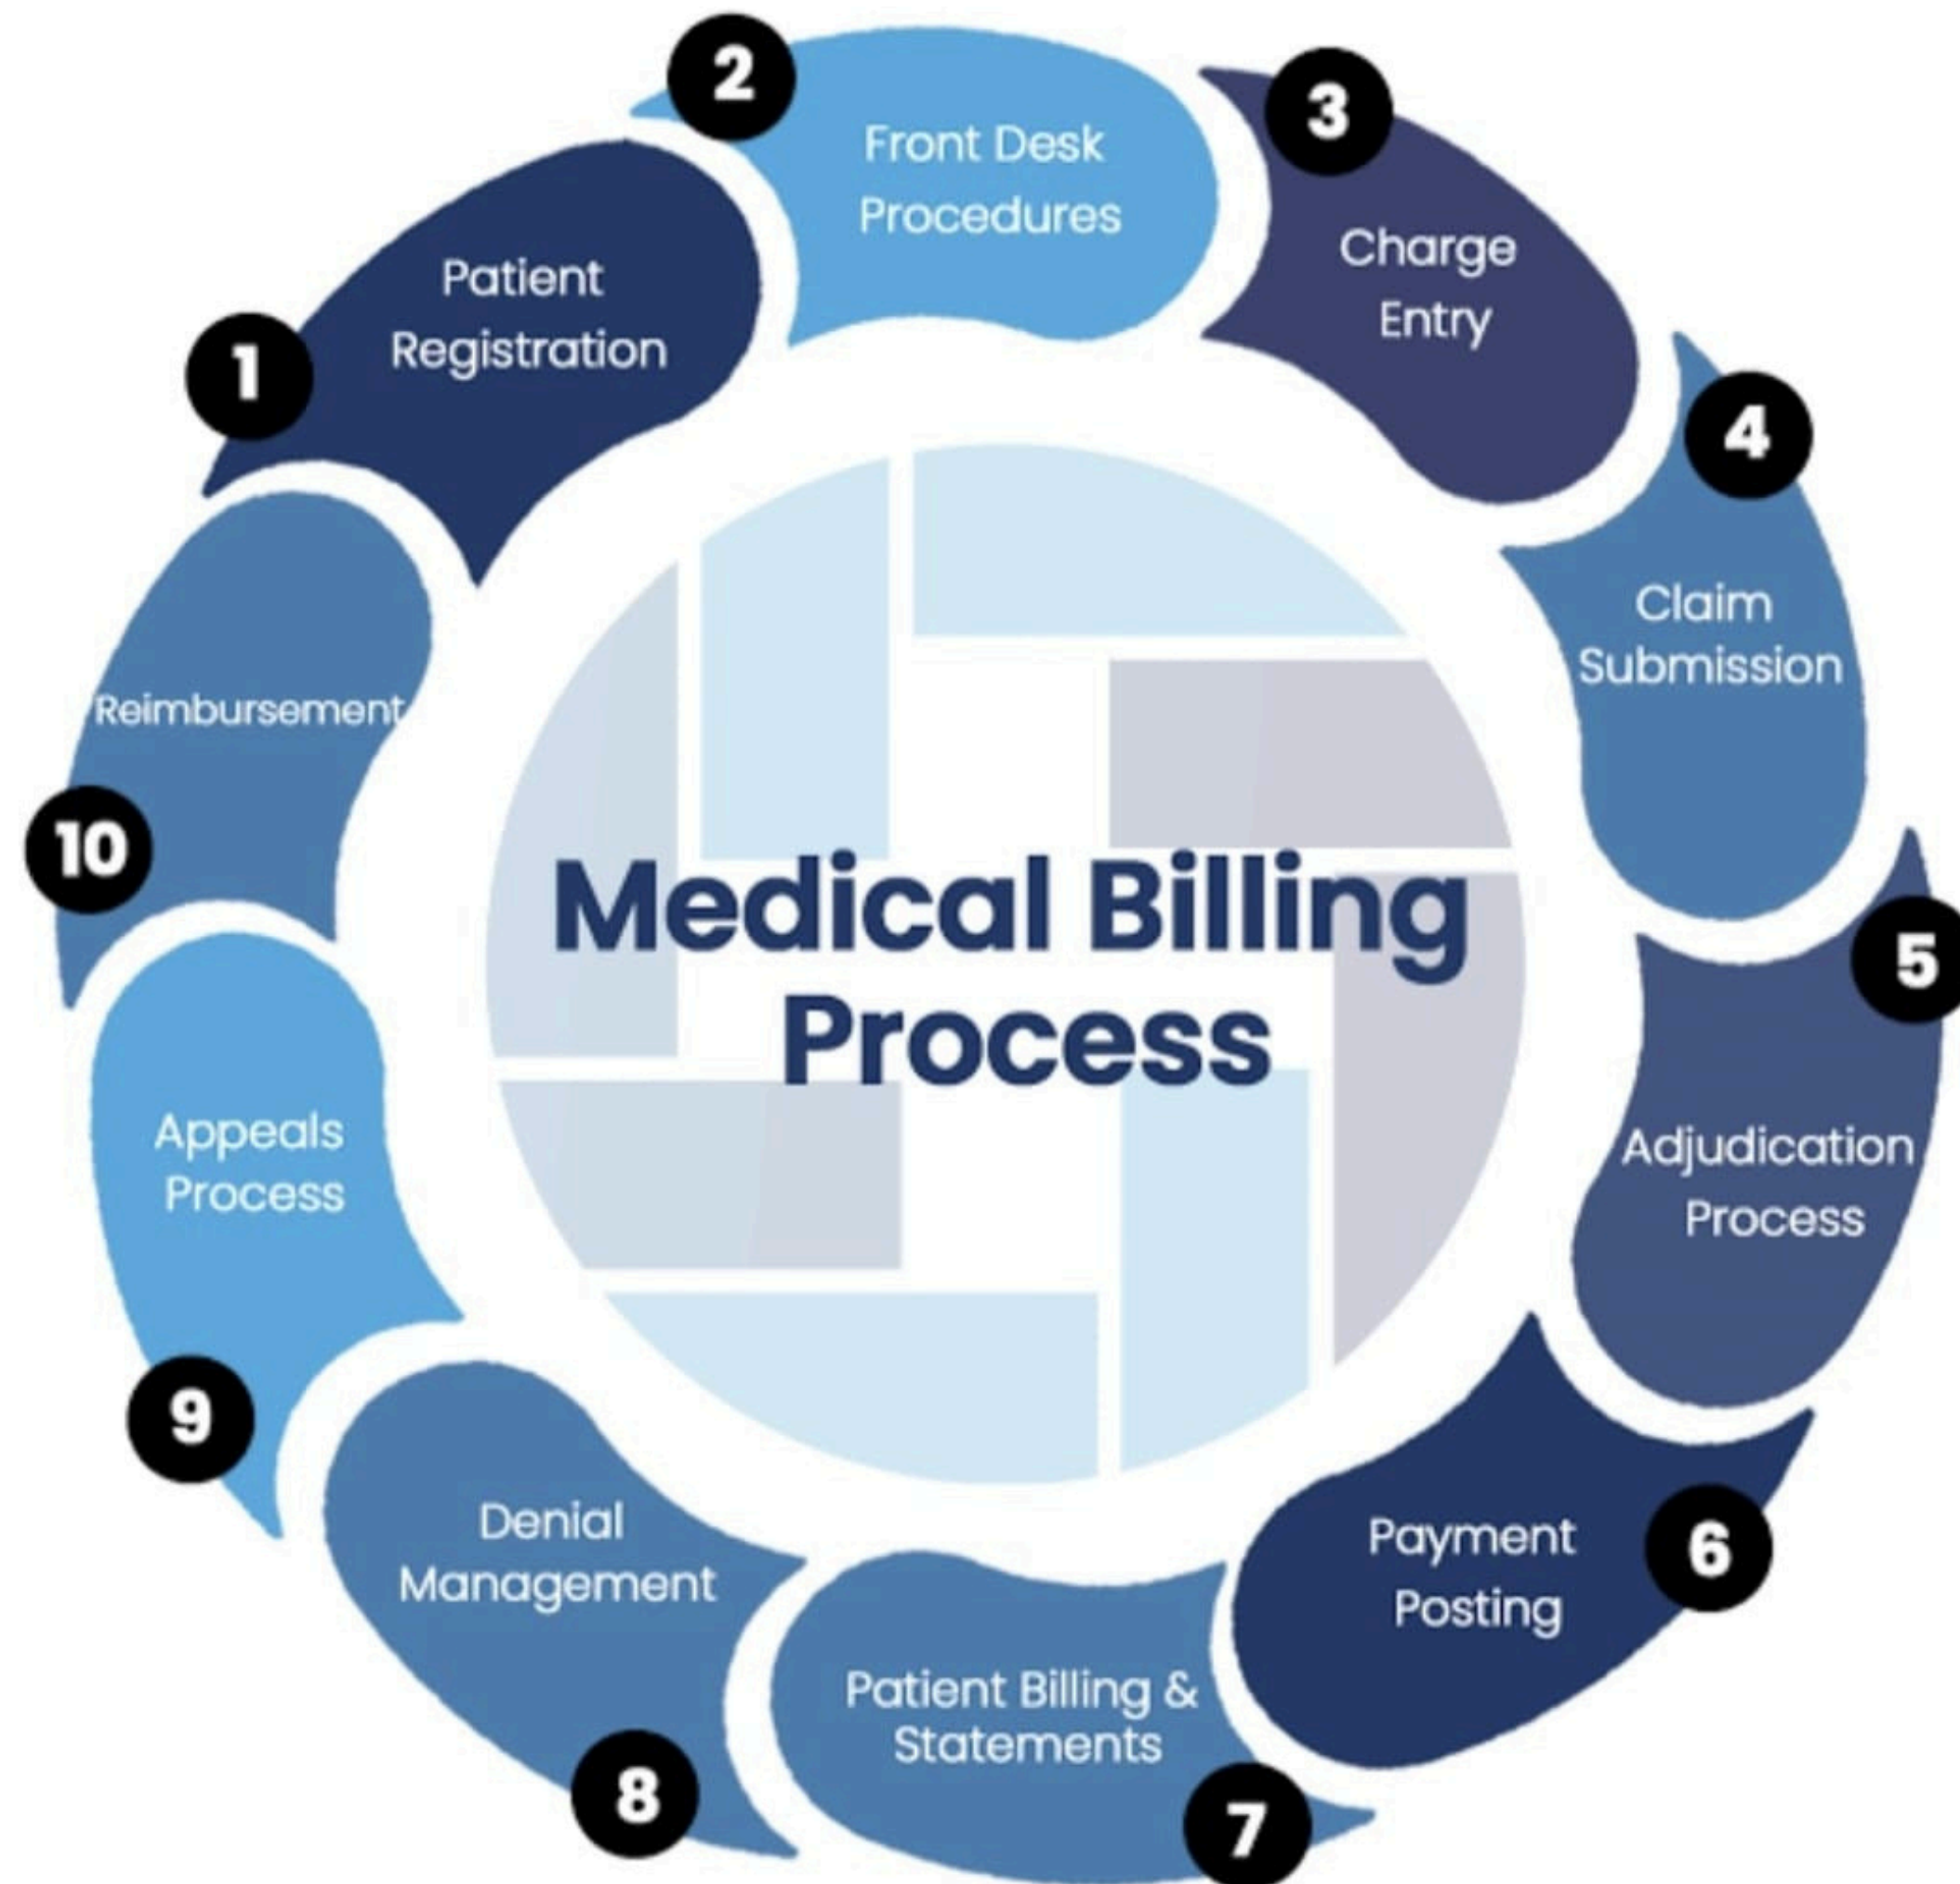 1
Patient
Registration
2
Front Desk
Procedures
3
Charge
Entry
4
Claim
Submission
5
Adjudication
Process
6
Payment
Posting
7
Patient Billing &
Statements
8
Denial
Management
9
Appeals
Process
10
Reimbursement
Medical Billing
Process